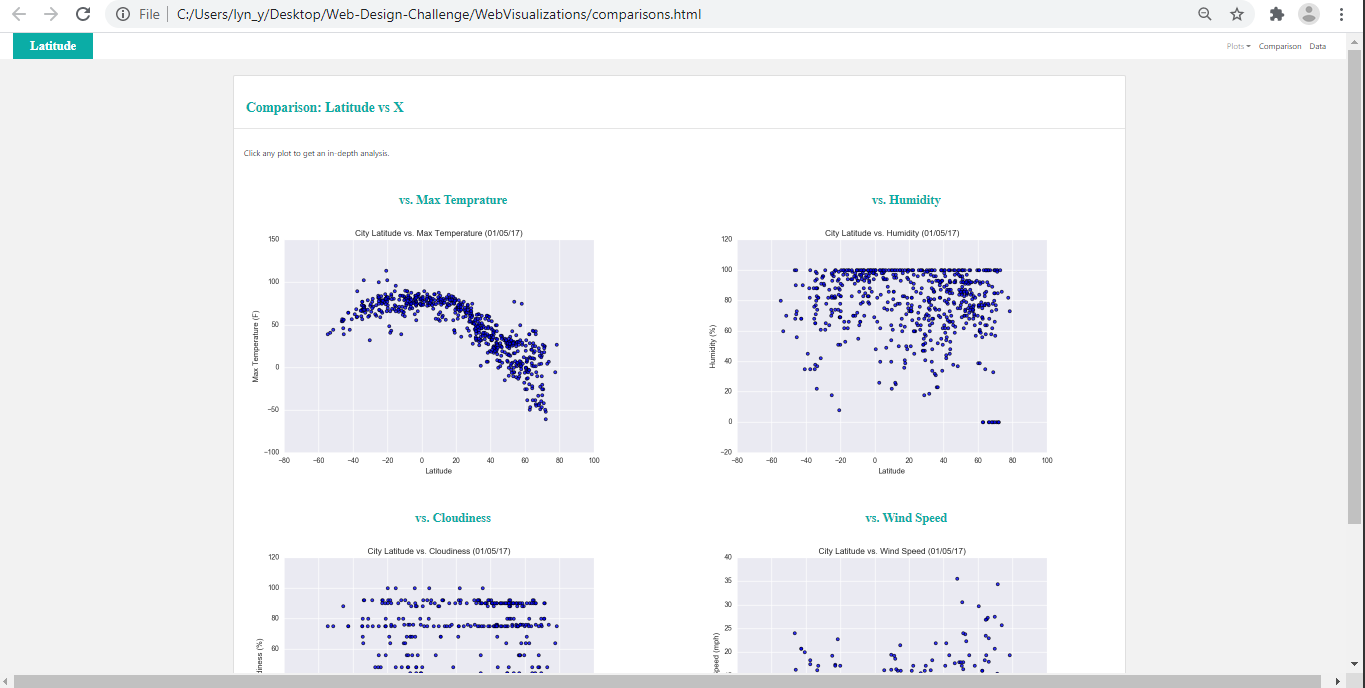 File C:/Users/lyn_y/Desktop/Web-Design-Challenge/WebVisualizations/comparisons.html
Latitude
Plots Comparison Data
Comparison: Latitude vs X
Click any plot to get an in-depth analysis.
vs. Max Temprature
City Latitude vs. Max Temperature (01/05/17)
150
100
50
0
−50
−100
Max Temperature (F)
−80 −60 −40 −20 0 20 40 60 80 100
Latitude
vs. Humidity
City Latitude vs. Humidity (01/05/17)
120
100
80
60
40
20
0
−20
Humidity (%)
−80 −60 −40 −20 0 20 40 60 80 100
Latitude
vs. Cloudiness
City Latitude vs. Cloudiness (01/05/17)
120
100
80
60
diness (%)
vs. Wind Speed
City Latitude vs. Wind Speed (01/05/17)
40
35
30
25
20
peed (mph)